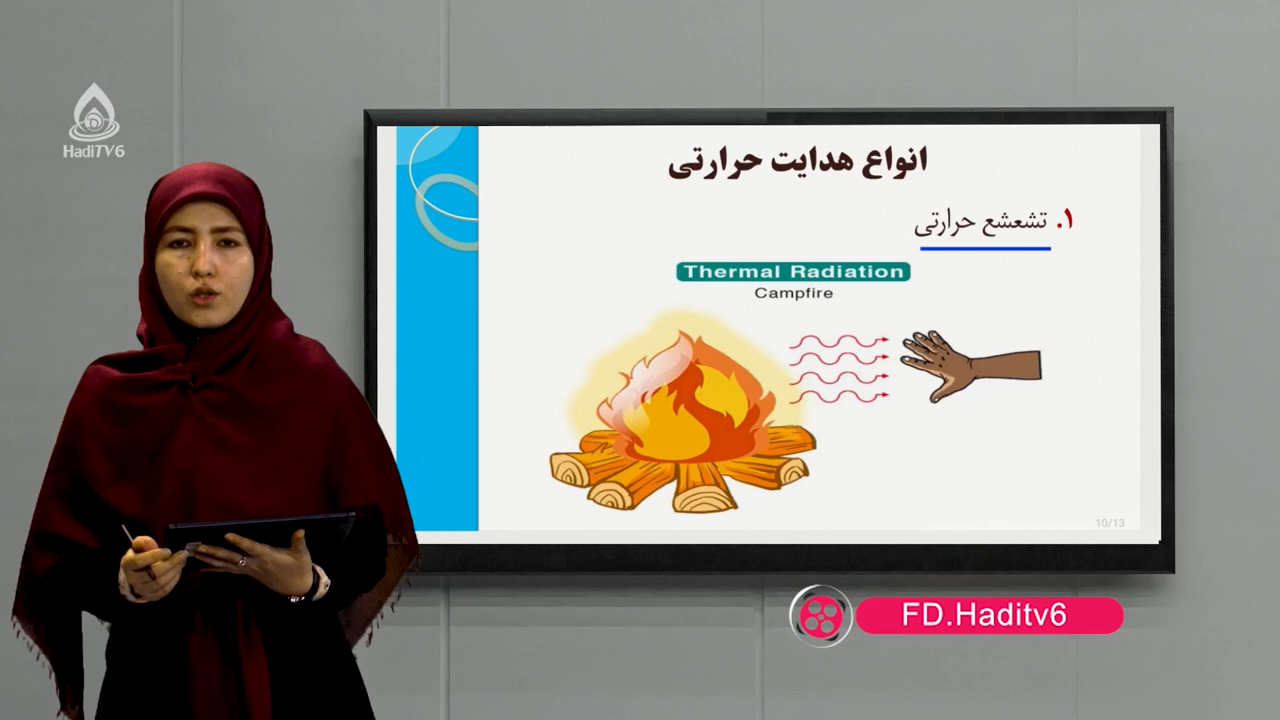 HadiTV6
انواع هدایت حرارتی
۱. تشعشع حرارتی
Thermal Radiation
Campfire
10/13
FD.Haditv6